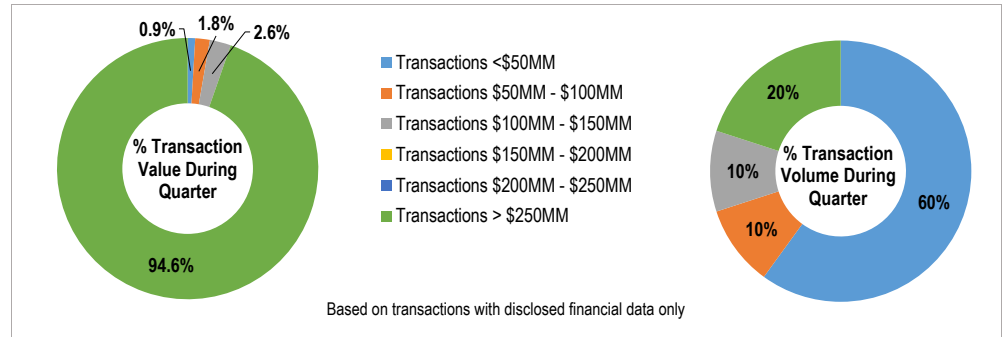 0.9%
1.8%
2.6%
% Transaction
Value During
Quarter
94.6%
Transactions <$50MM
Transactions $50MM - $100MM
Transactions $100MM - $150MM
Transactions $150MM - $200MM
Transactions $200MM - $250MM
Transactions > $250MM
20%
10%
10%
60%
% Transaction
Volume During
Quarter
Based on transactions with disclosed financial data only